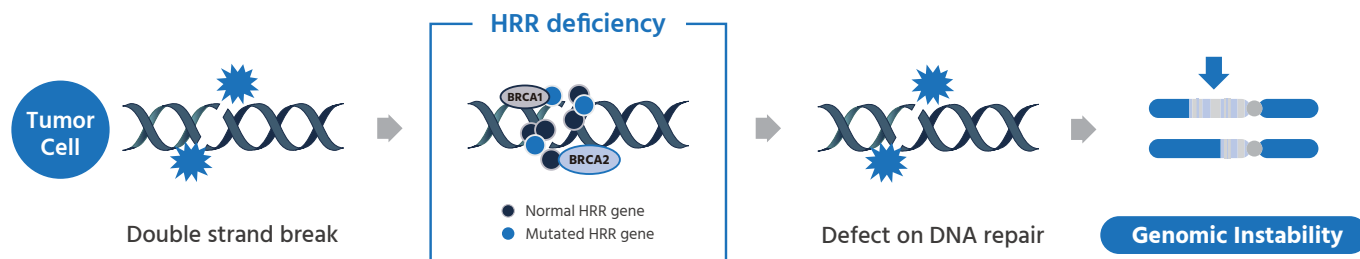 HRR deficiency
Tumor
Cell
BRCA1
BRCA2
Normal HRR gene
Mutated HRR gene
Double strand break
Defect on DNA repair
Genomic Instability